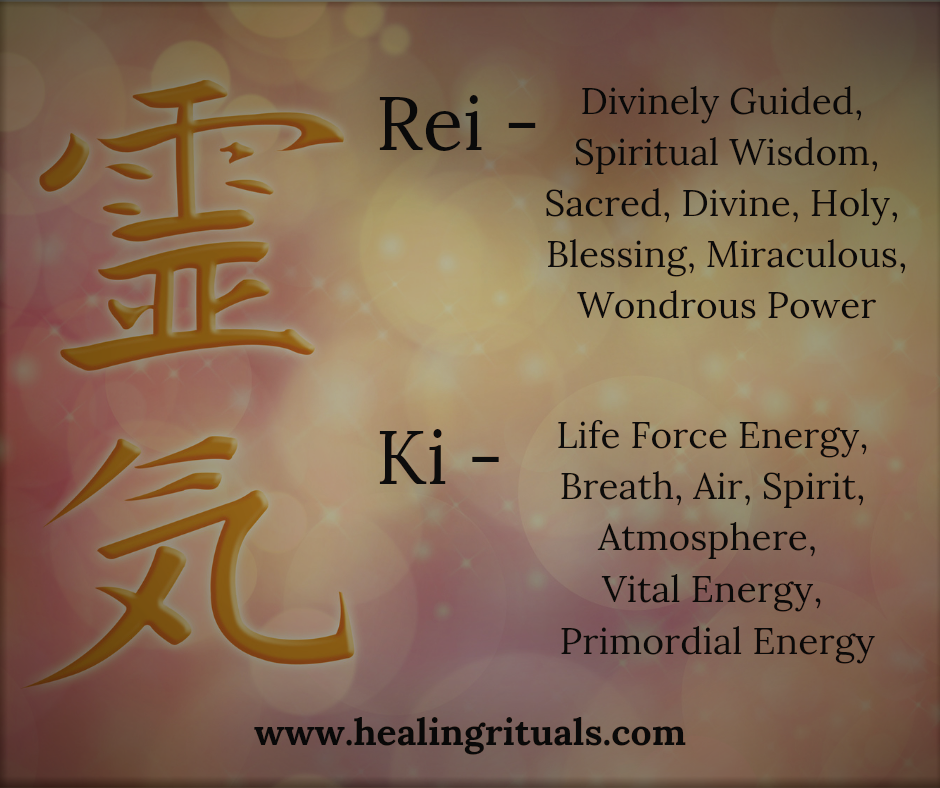 霊
気
Rei - Divinely Guided,
Spiritual Wisdom,
Sacred, Divine, Holy,
Blessing, Miraculous,
Wondrous Power
Ki - Life Force Energy,
Breath, Air, Spirit,
Atmosphere,
Vital Energy,
Primordial Energy
www.healingrituals.com